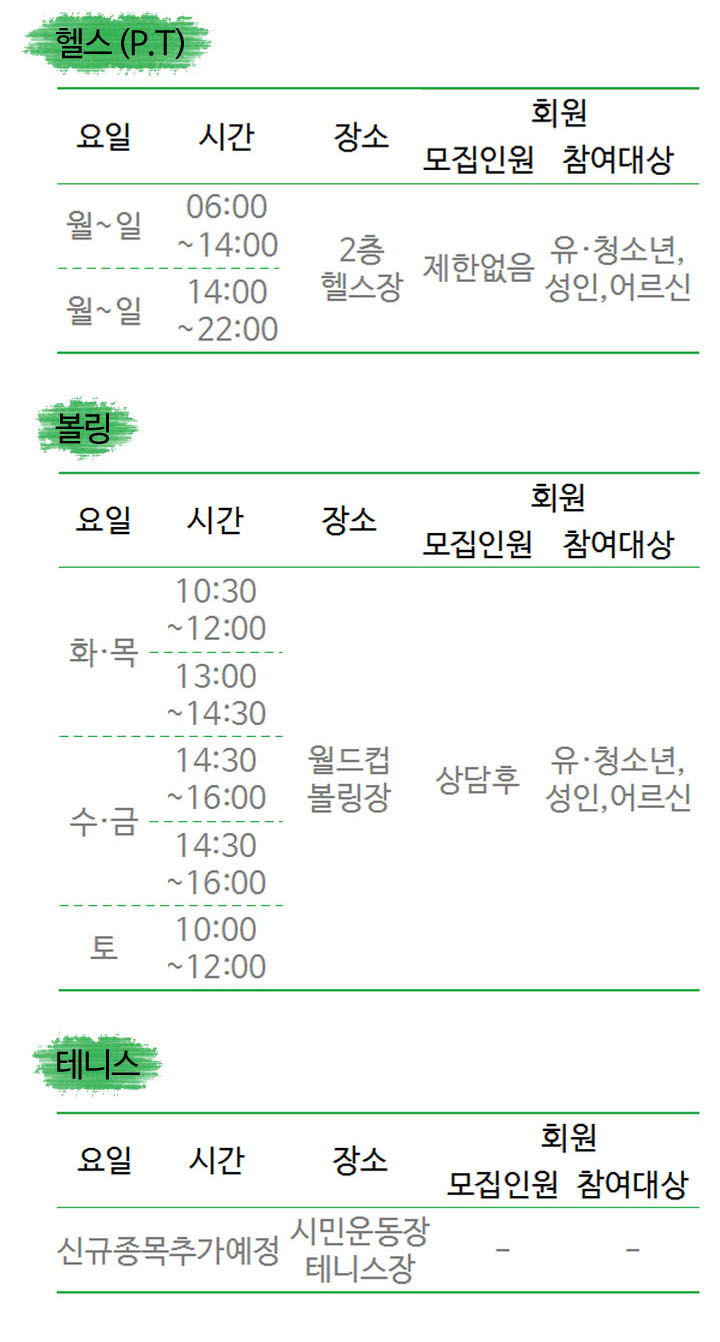 헬스 (P.T)
요일 시간 장소 회원
모집인원 참여대상
월~일 06:00
~14:00
2층
헬스장 제한없음 유·청소년,
성인,어르신
월~일 14:00
~22:00
볼링
요일 시간 장소 회원
모집인원 참여대상
화·목 10:30
~12:00
13:00
~14:30
수·금 14:30
~16:00
14:30
~16:00
월드컵
볼링장 상담후 유·청소년,
성인,어르신
토 10:00
~12:00
테니스
요일 시간 장소 회원
모집인원 참여대상
신규종목추가예정 시민운동장
테니스장 – –